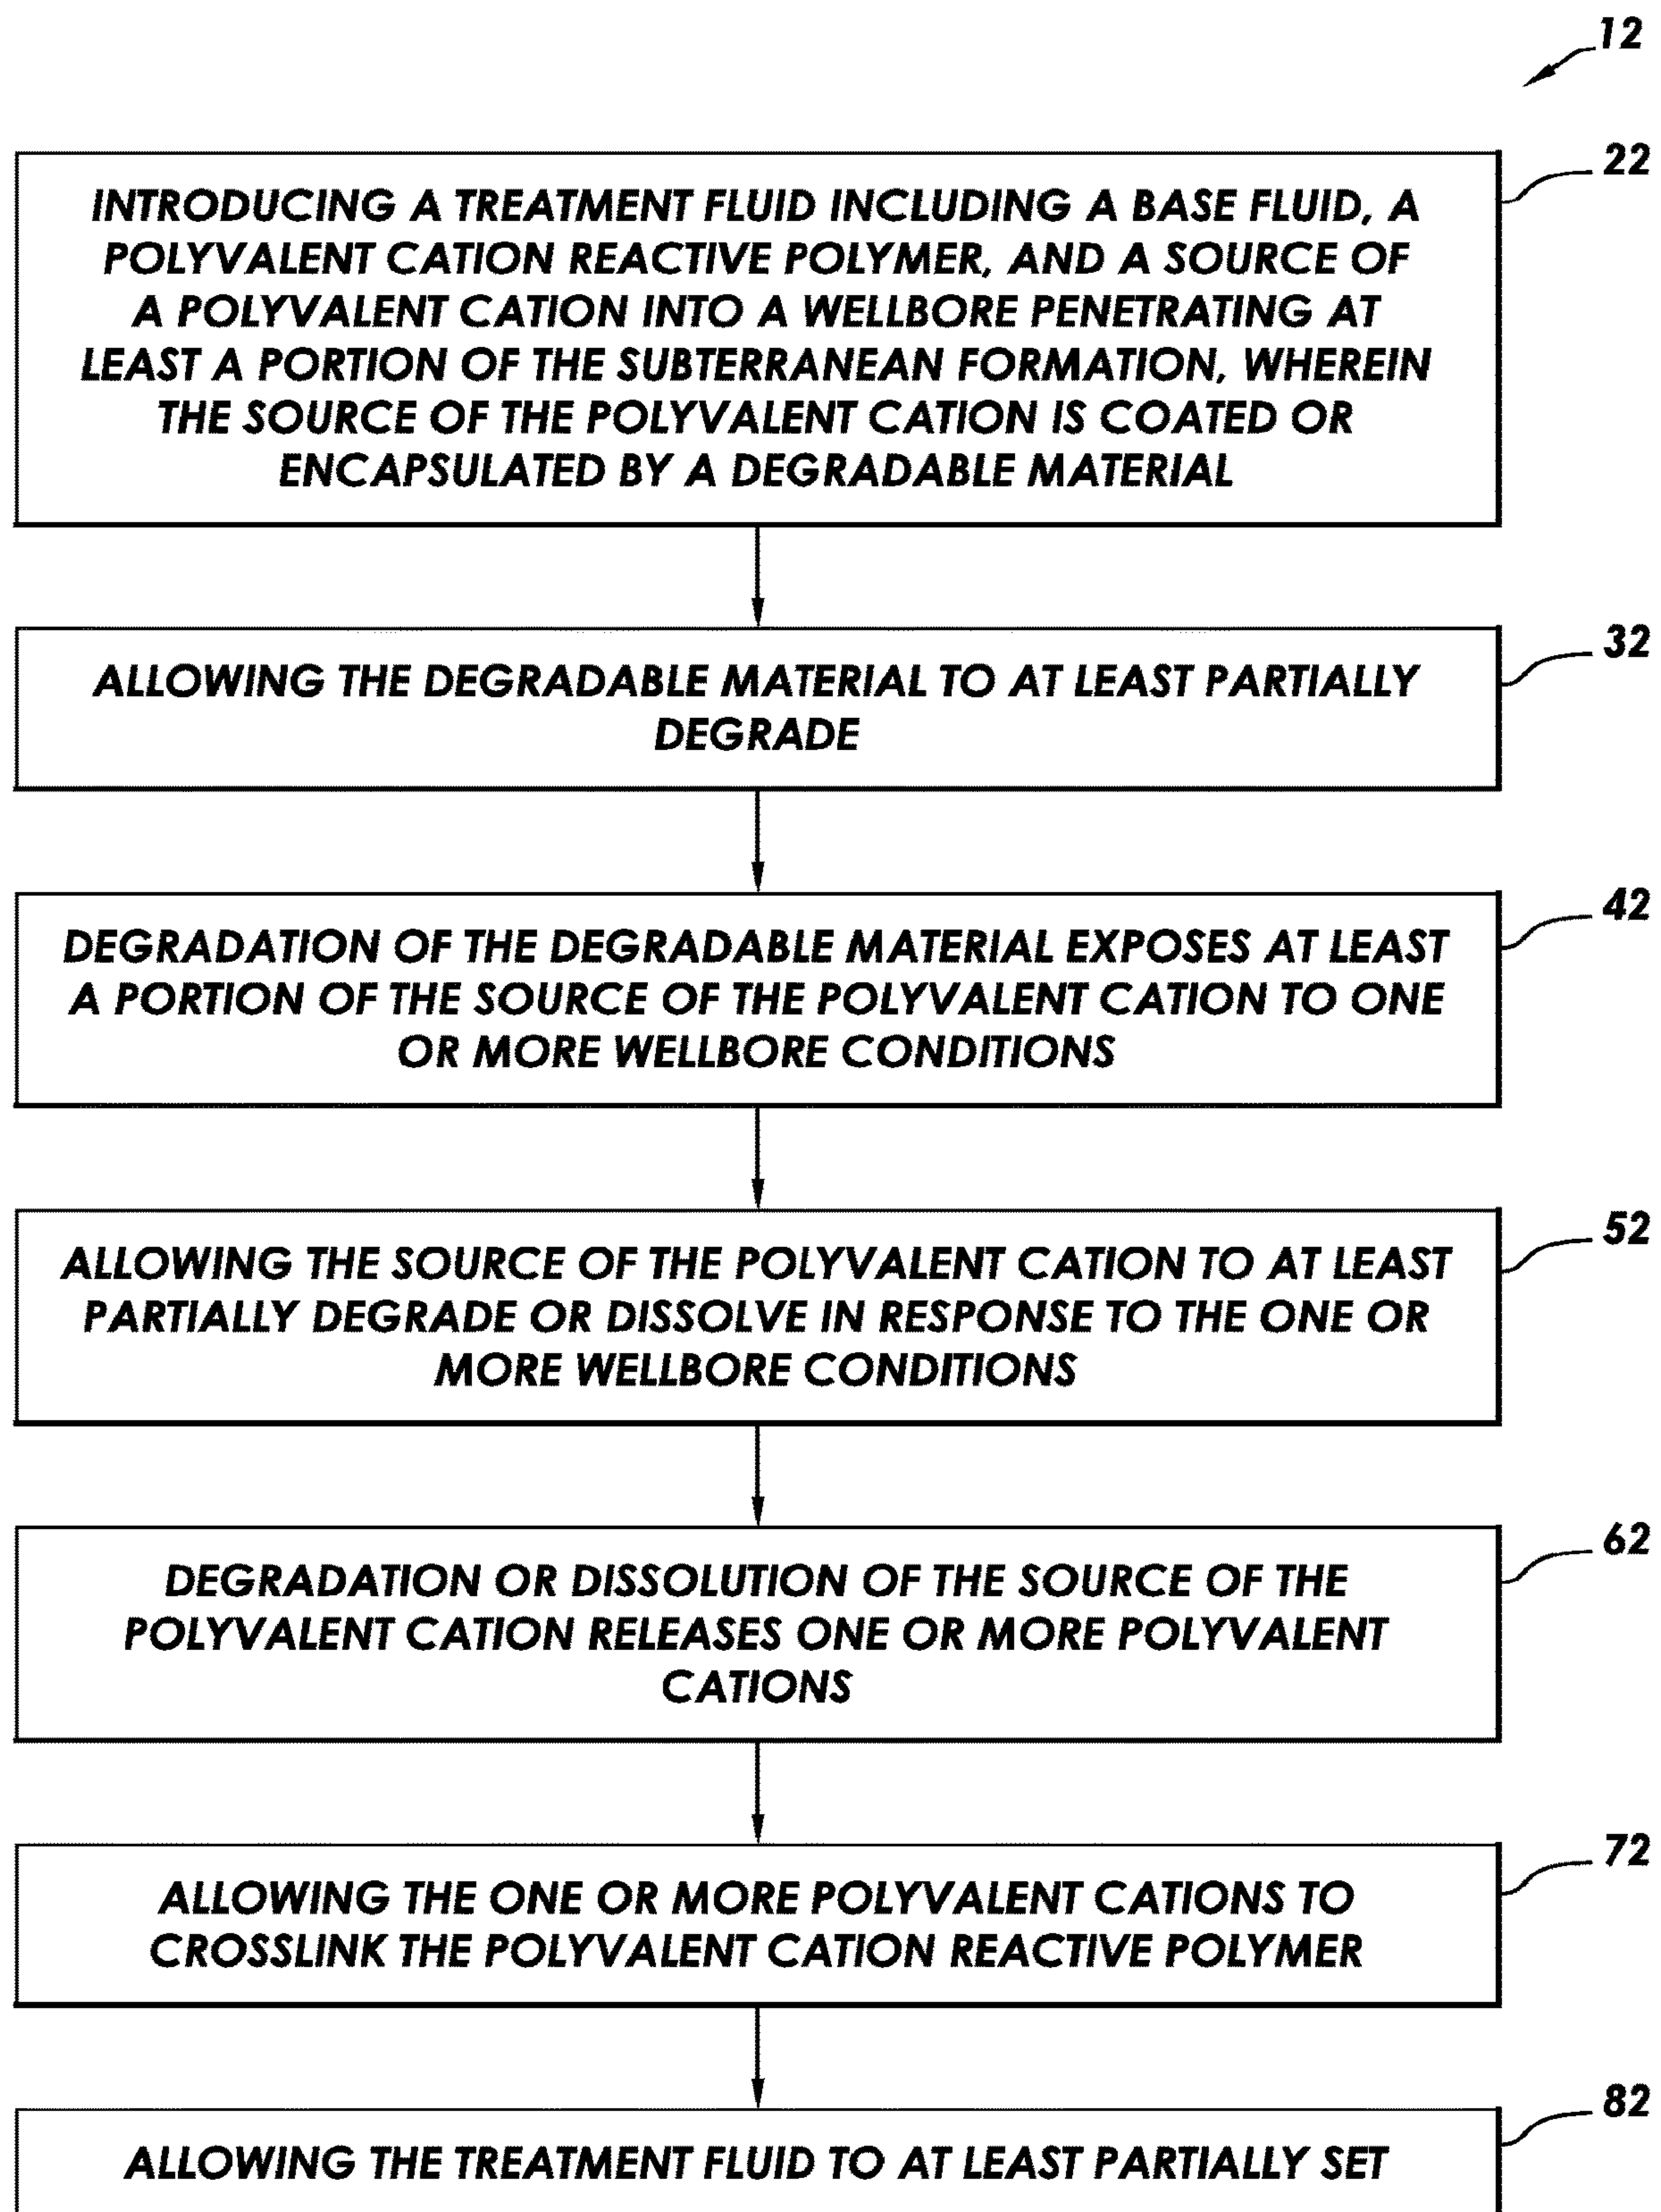 12
22
INTRODUCING A TREATMENT FLUID INCLUDING A BASE FLUID, A
POLYVALENT CATION REACTIVE POLYMER, AND A SOURCE OF
A POLYVALENT CATION INTO A WELLBORE PENETRATING AT
LEAST A PORTION OF THE SUBTERRANEAN FORMATION, WHEREIN
THE SOURCE OF THE POLYVALENT CATION IS COATED OR
ENCAPSULATED BY A DEGRADABLE MATERIAL
32
ALLOWING THE DEGRADABLE MATERIAL TO AT LEAST PARTIALLY
DEGRADE
42
DEGRADATION OF THE DEGRADABLE MATERIAL EXPOSES AT LEAST
A PORTION OF THE SOURCE OF THE POLYVALENT CATION TO ONE
OR MORE WELLBORE CONDITIONS
52
ALLOWING THE SOURCE OF THE POLYVALENT CATION TO AT LEAST
PARTIALLY DEGRADE OR DISSOLVE IN RESPONSE TO THE ONE OR
MORE WELLBORE CONDITIONS
62
DEGRADATION OR DISSOLUTION OF THE SOURCE OF THE
POLYVALENT CATION RELEASES ONE OR MORE POLYVALENT
CATIONS
72
ALLOWING THE ONE OR MORE POLYVALENT CATIONS TO
CROSSLINK THE POLYVALENT CATION REACTIVE POLYMER
82
ALLOWING THE TREATMENT FLUID TO AT LEAST PARTIALLY SET